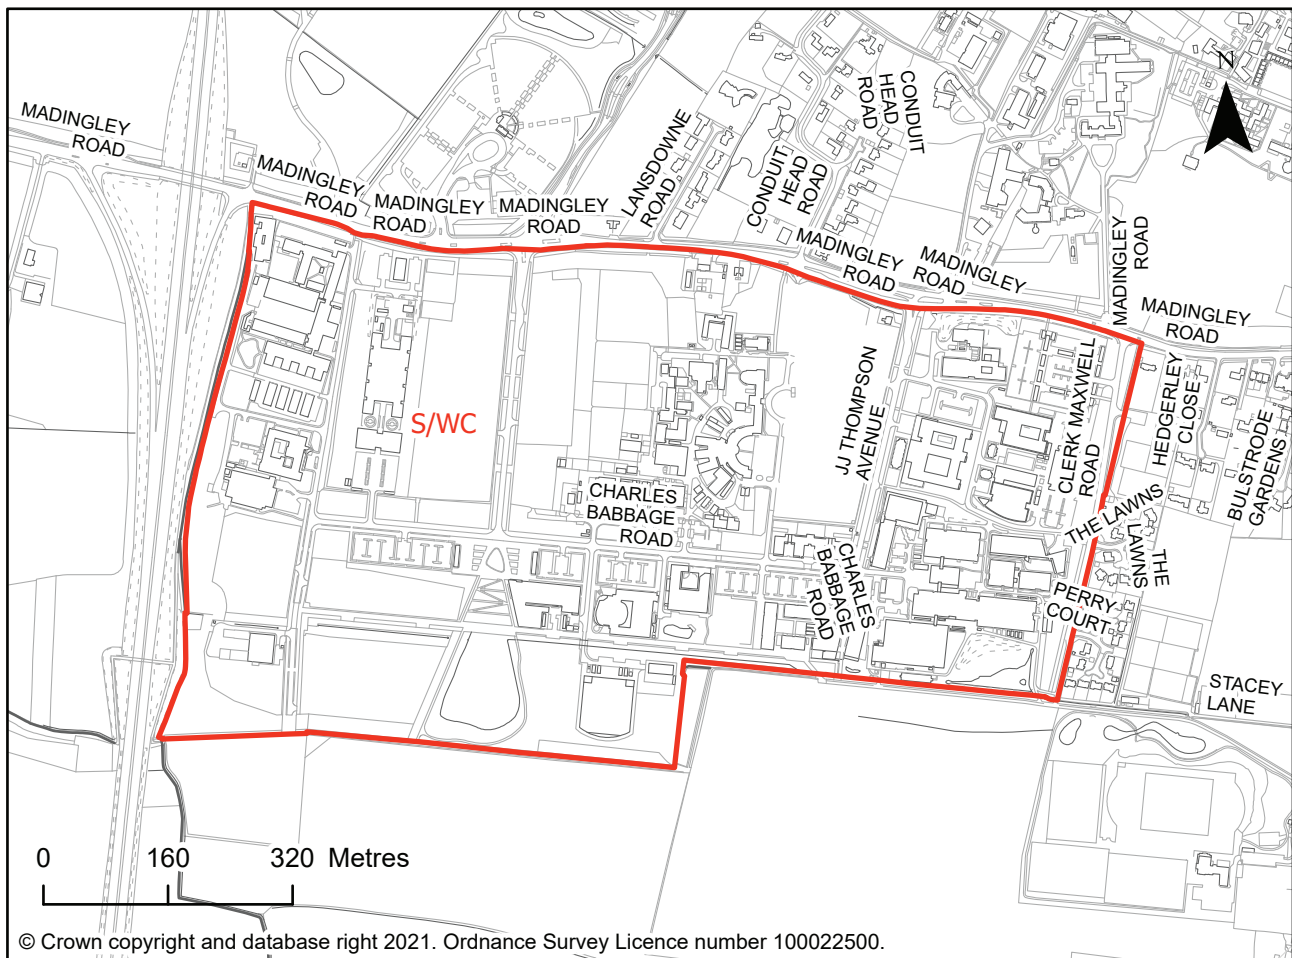 N
CONDUIT
HEAD
ROAD
LANSDOWNE
ROAD
CONDUIT
HEAD
ROAD
MADINGLEY
ROAD
MADINGLEY
ROAD
MADINGLEY
ROAD
MADINGLEY
ROAD
MADINGLEY
ROAD
MADINGLEY
ROAD
MADINGLEY
ROAD
MADINGLEY
ROAD
S/WC
JJ THOMPSON
AVENUE
CLERK MAXWELL
ROAD
HEDGERLEY
CLOSE
BULSTRODE
GARDENS
CHARLES
BABBAGE
ROAD
THE LAWNS
THE
LAWNS
CHARLES
BABBAGE
ROAD
PERRY
COURT
STACEY
LANE
0 160 320 Metres
© Crown copyright and database right 2021. Ordnance Survey Licence number 100022500.